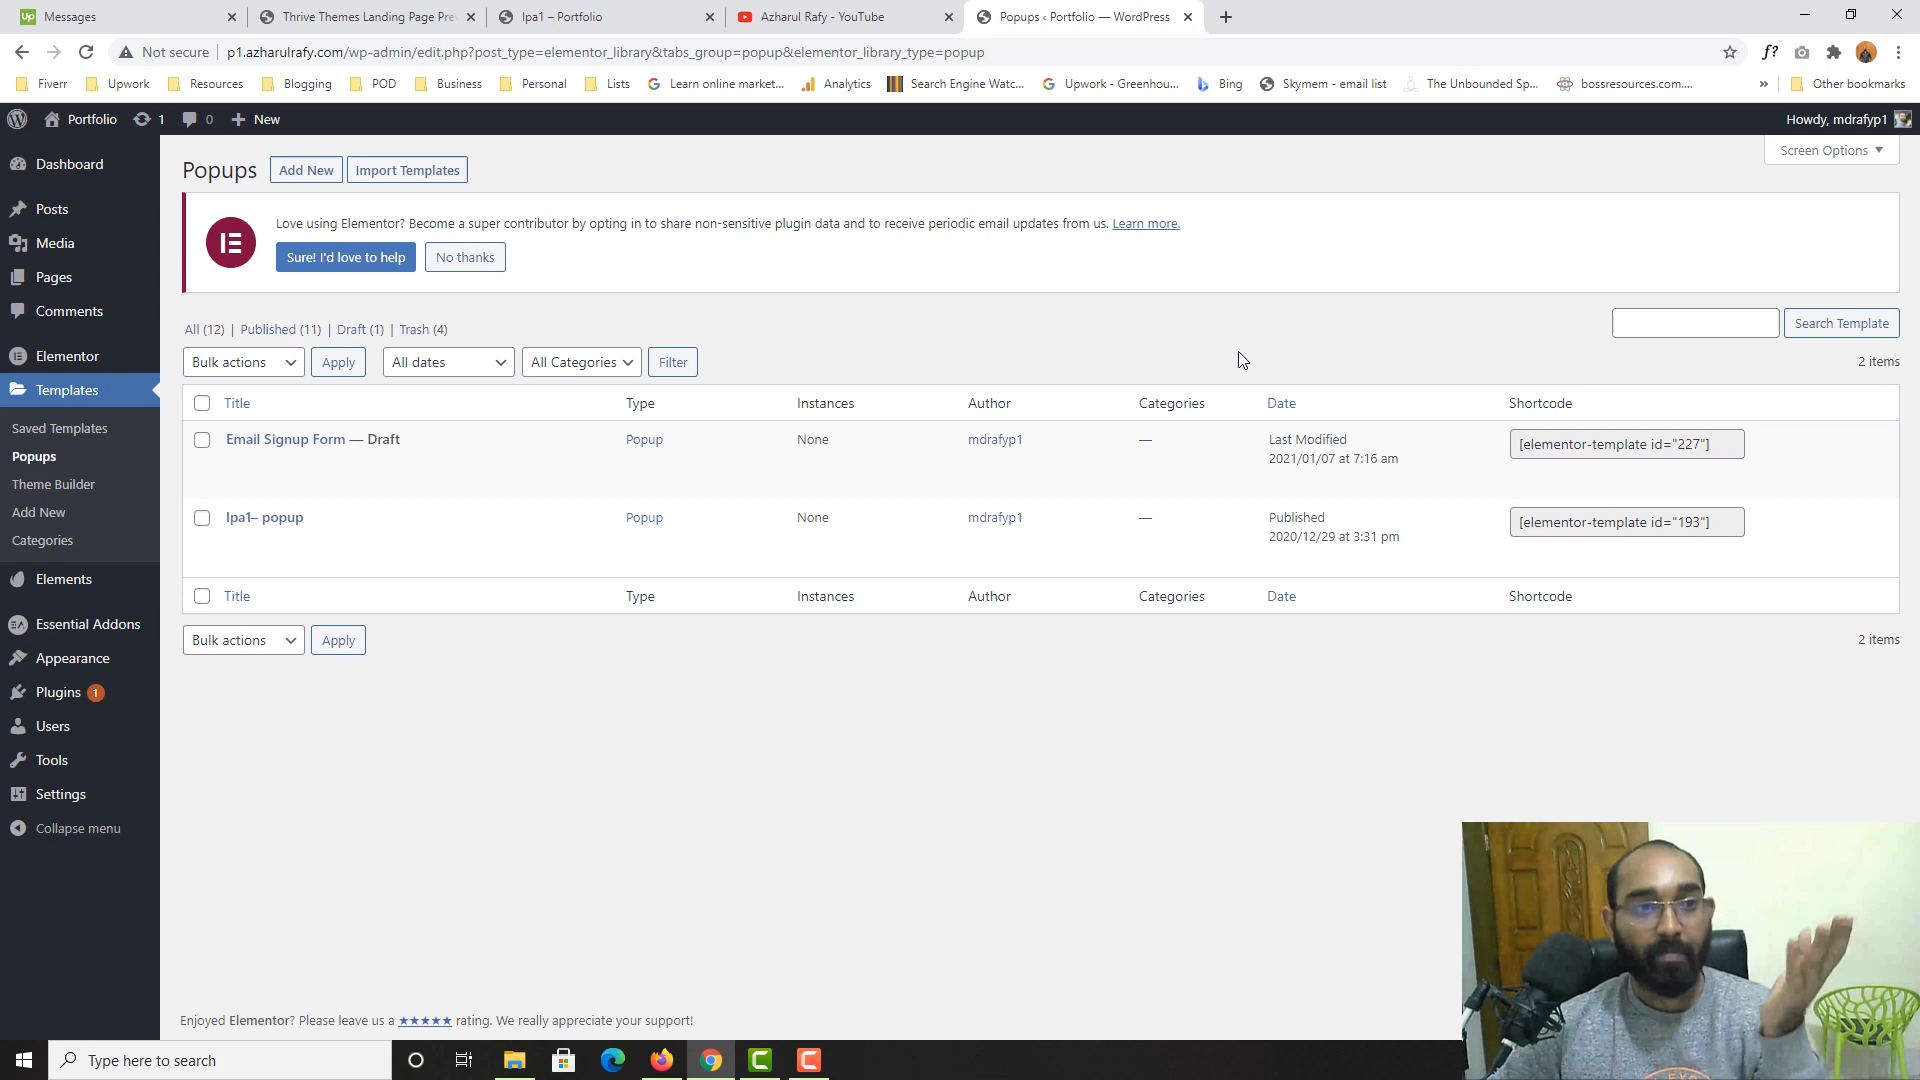 Messages
Thrive Themes Landing Page Pre
lpa1 – Portfolio
Azharul Rafy - YouTube
Popups ‹ Portfolio — WordPress
Not secure
p1.azharulrafy.com/wp-admin/edit.php?post_type=elementor_library&tabs_group=popup&elementor_library_type=popup
f?
Fiverr
Upwork
Resources
Blogging
POD
Business
Personal
Lists
Learn online market...
Analytics
Search Engine Watc...
Upwork - Greenhou...
Bing
Skymem - email list
The Unbounded Sp...
bossresources.com....
»
Other bookmarks
Portfolio
1
0
New
Howdy, mdrafyp1
Screen Options
Dashboard
Posts
Media
Pages
Comments
Elementor
Templates
Saved Templates
Popups
Theme Builder
Add New
Categories
Elements
Essential Addons
Appearance
Plugins 1
Users
Tools
Settings
Collapse menu
Popups
Add New
Import Templates
Love using Elementor? Become a super contributor by opting in to share non-sensitive plugin data and to receive periodic email updates from us. Learn more.
Sure! I'd love to help
No thanks
All (12) | Published (11) | Draft (1) | Trash (4)
Search Template
Bulk actions
Apply
All dates
All Categories
Filter
2 items
Title Type Instances Author Categories Date Shortcode
Email Signup Form — Draft Popup None mdrafyp1 — Last Modified [elementor-template id="227"]
2021/01/07 at 7:16 am
lpa1– popup Popup None mdrafyp1 — Published [elementor-template id="193"]
2020/12/29 at 3:31 pm
Title Type Instances Author Categories Date Shortcode
Bulk actions
Apply
2 items
Enjoyed Elementor? Please leave us a ★★★★★ rating. We really appreciate your support!
Type here to search